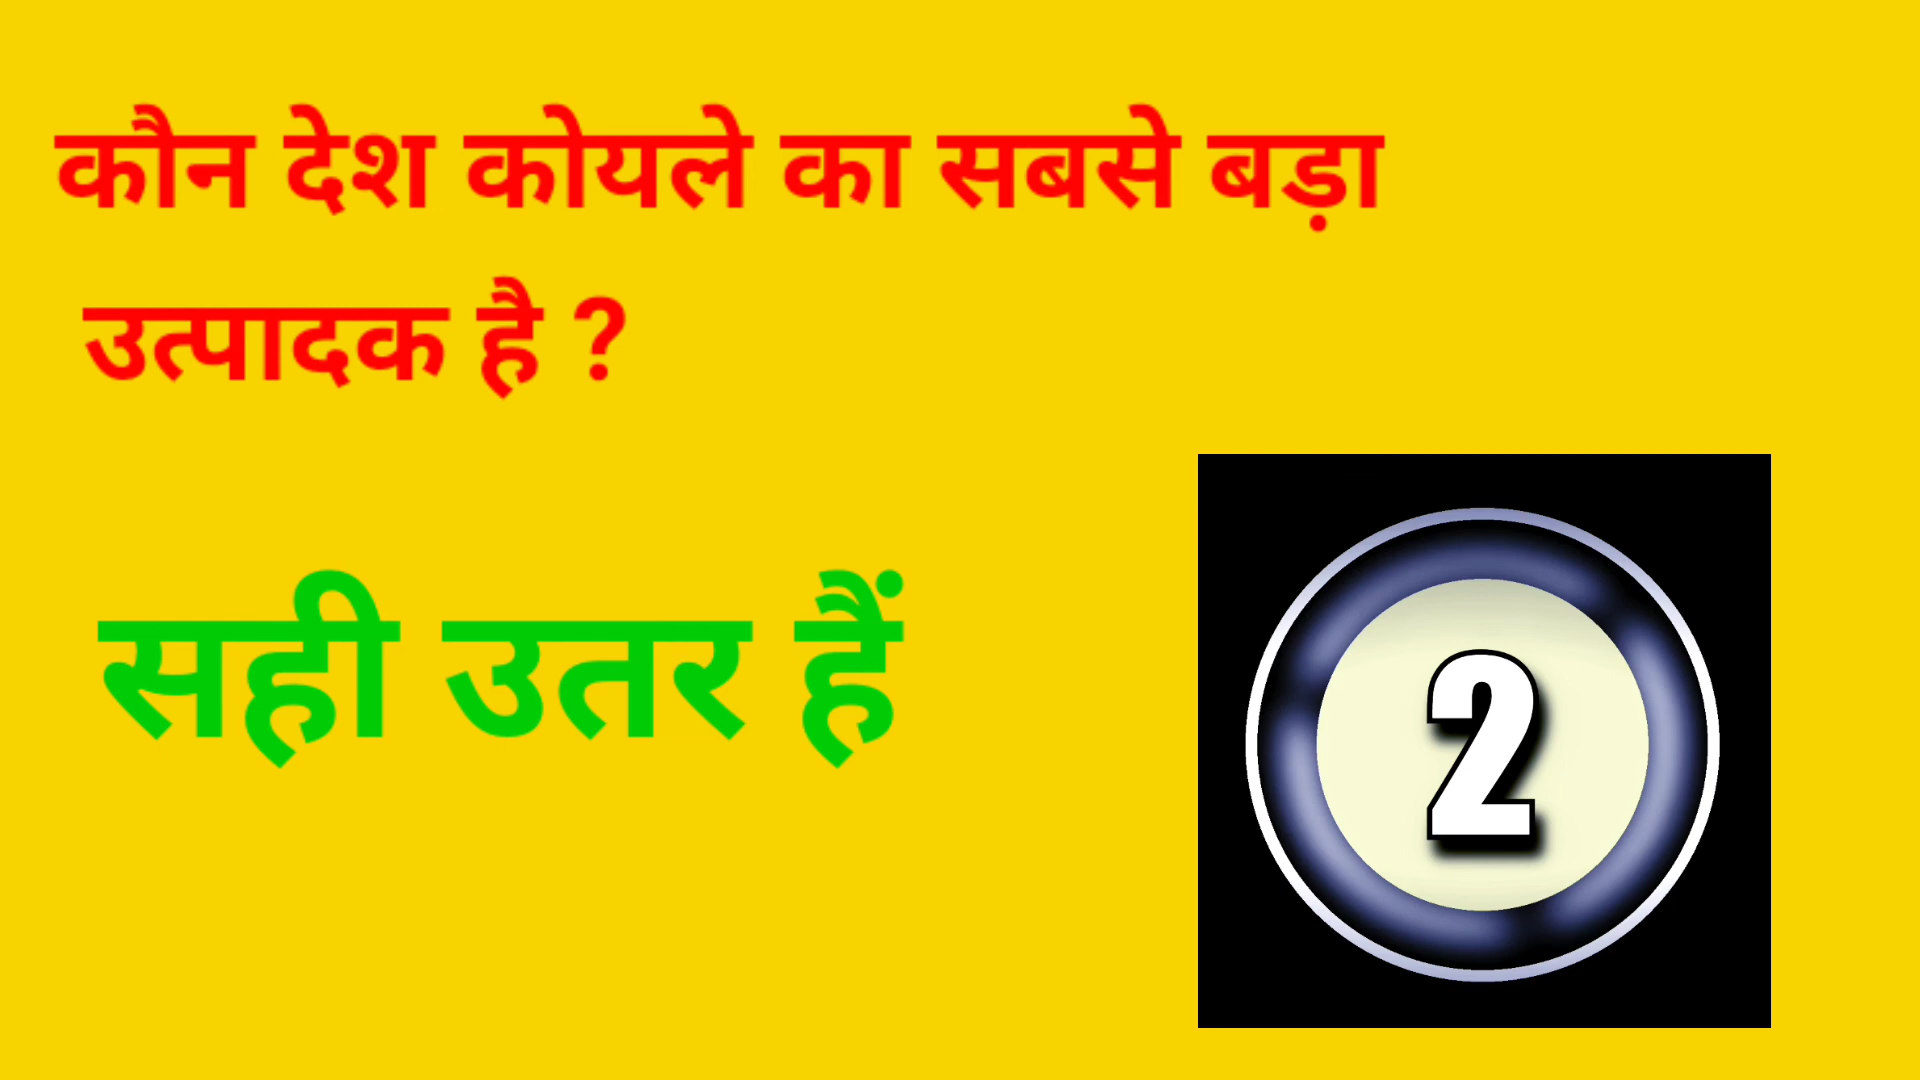 कौन देश कोयले का सबसे बड़ा
उत्पादक है ?
सही उतर हैं
2